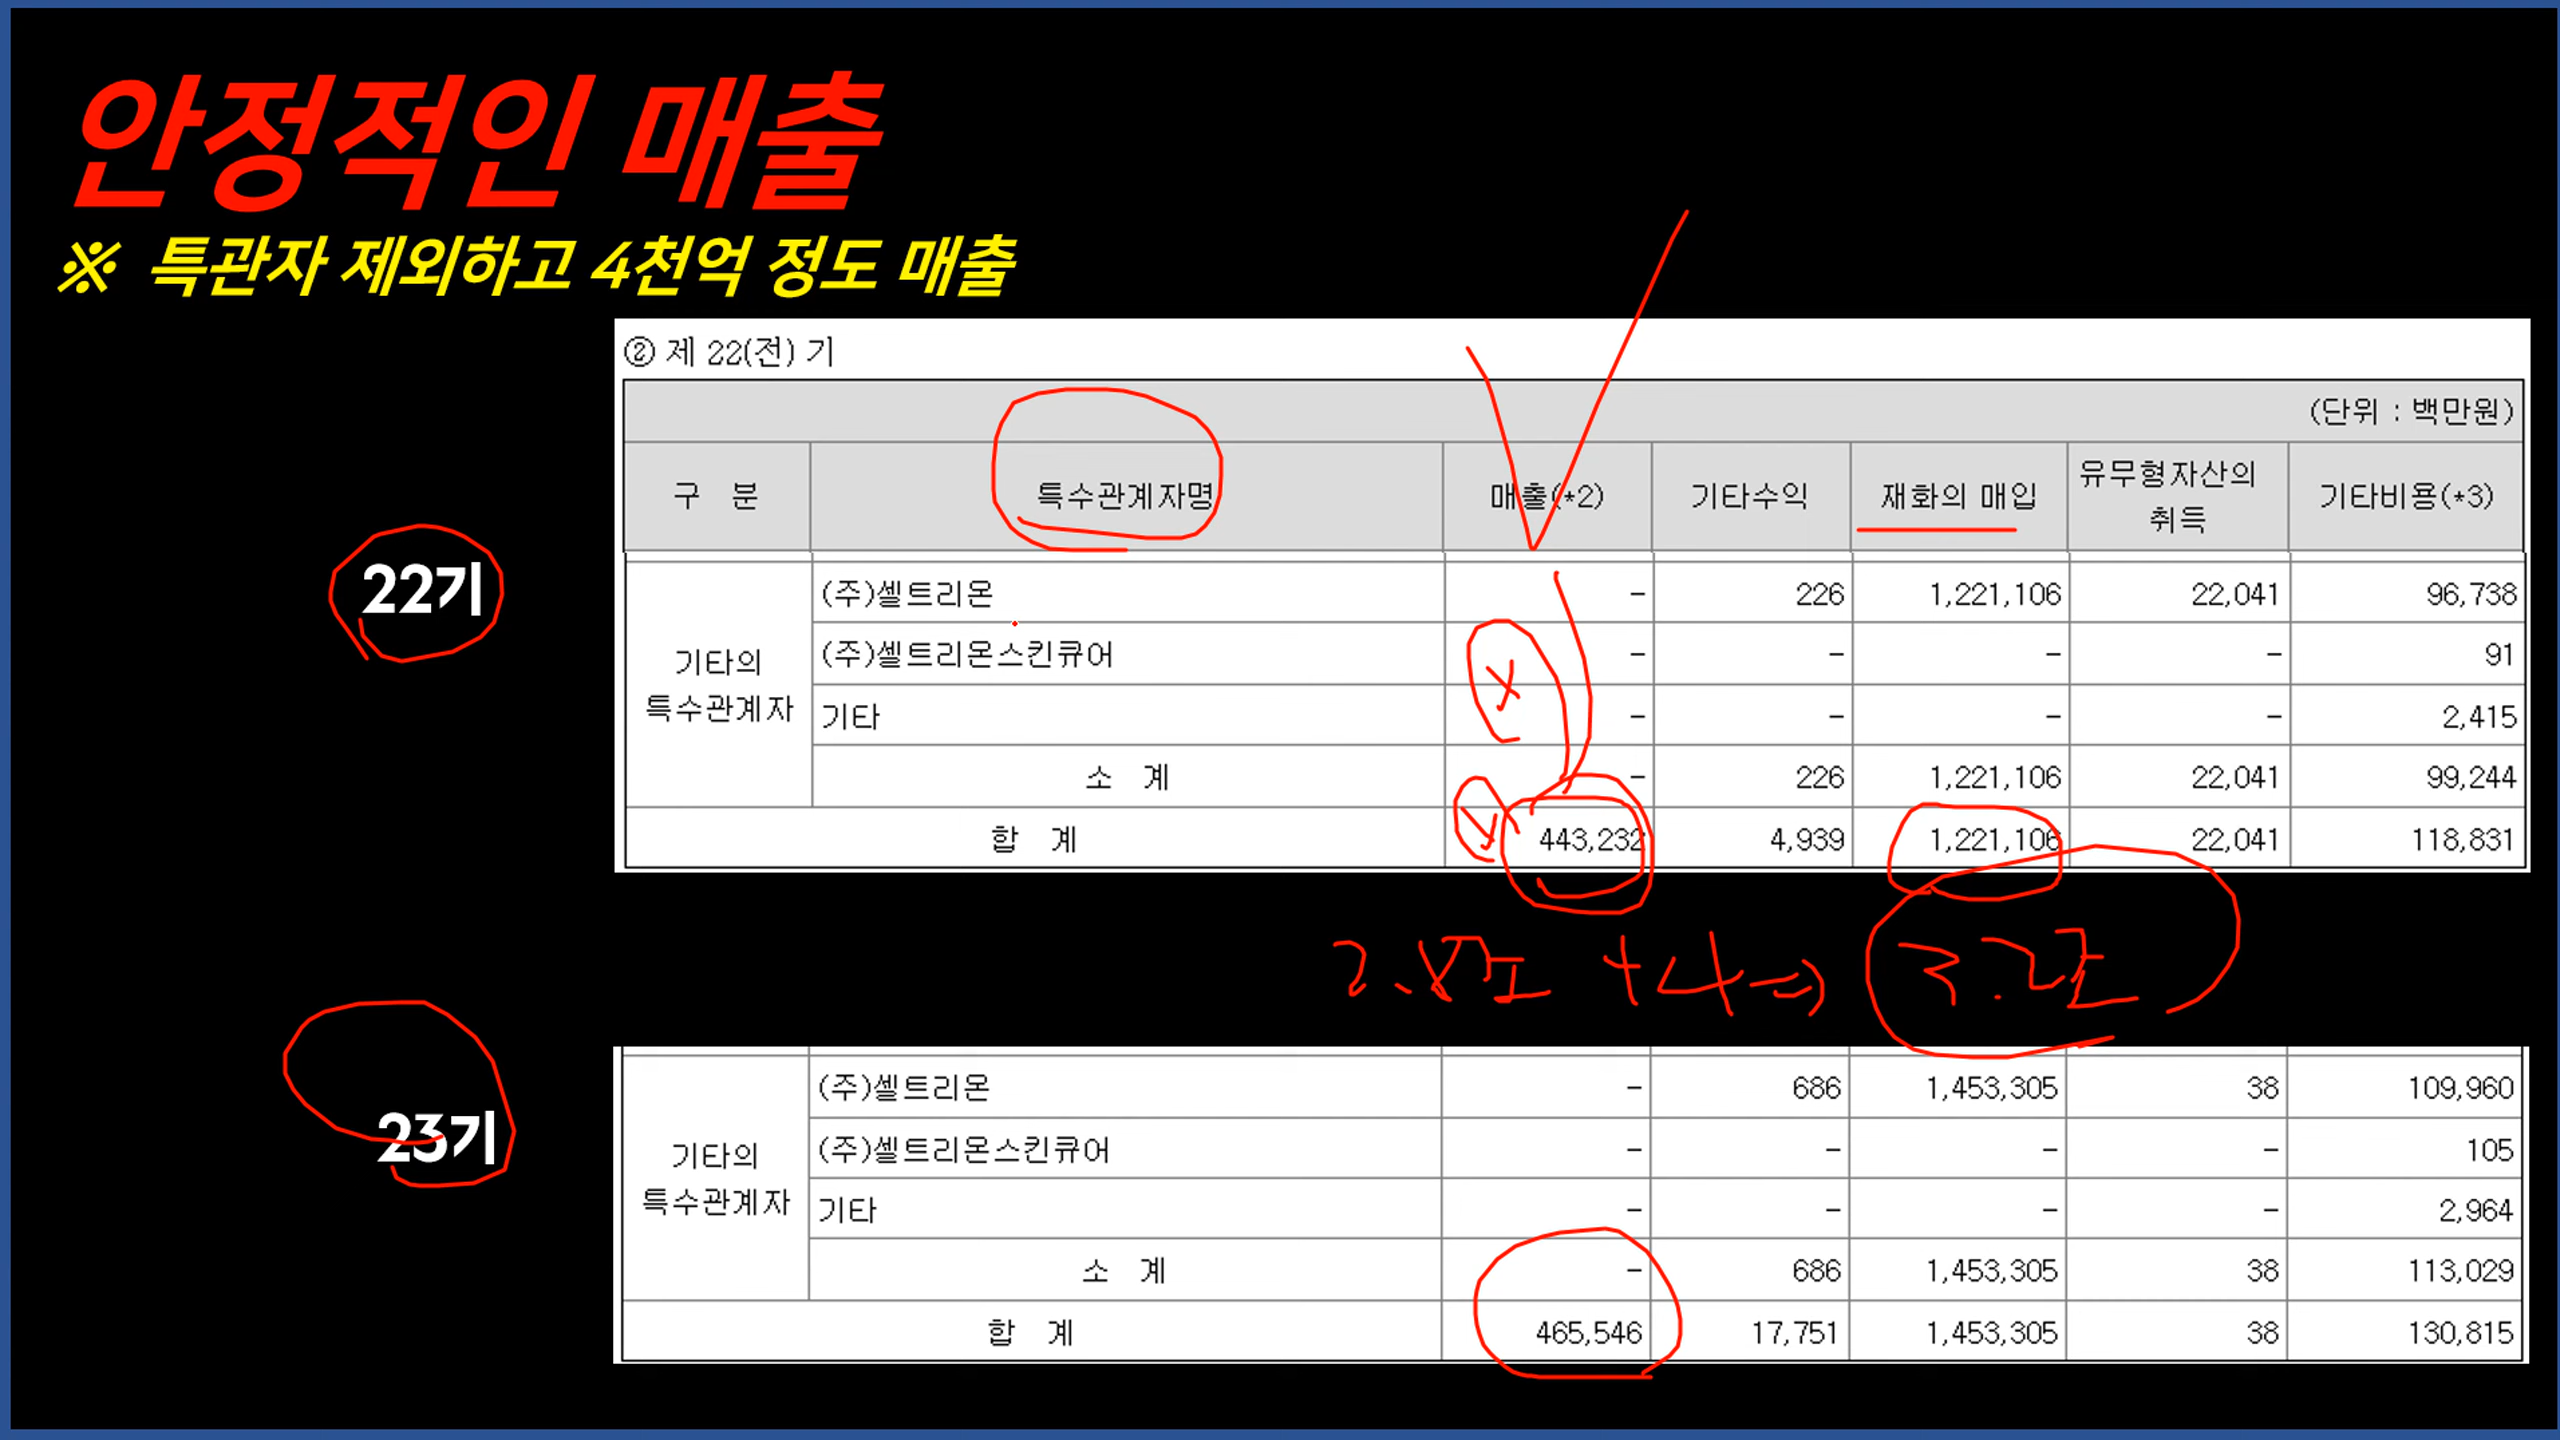 안정적인 매출
※ 특관자 제외하고 4천억 정도 매출
② 제 22(전) 기
(단위 : 백만원)
구 분 특수관계자명 매출(*2) 기타수익 재화의 매입 유무형자산의 취득 기타비용(*3)
22기
기타의 특수관계자 (주)셀트리온 - 226 1,221,106 22,041 96,738
(주)셀트리온스킨큐어 - - - - 91
기타 - - - - 2,415
소 계 - 226 1,221,106 22,041 99,244
합 계 443,232 4,939 1,221,106 22,041 118,831
+4 ⇒ 3.2조
23기
기타의 특수관계자 (주)셀트리온 - 686 1,453,305 38 109,960
(주)셀트리온스킨큐어 - - - - 105
기타 - - - - 2,964
소 계 - 686 1,453,305 38 113,029
합 계 465,546 17,751 1,453,305 38 130,815